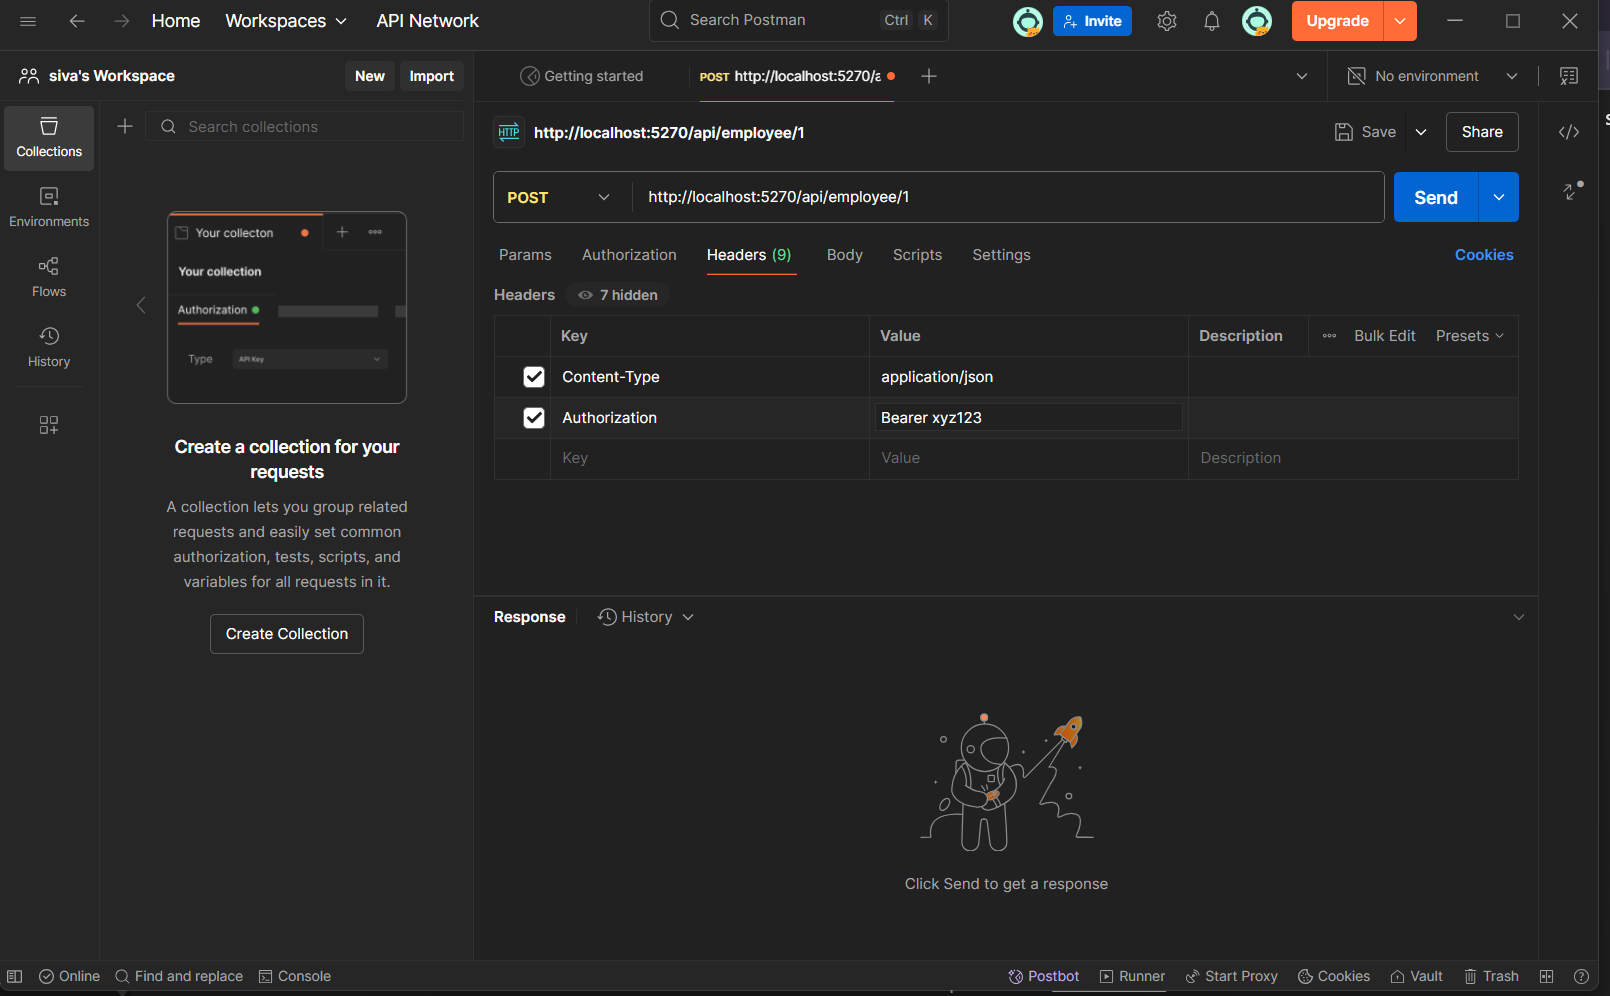 Home Workspaces API Network Search Postman Ctrl K Invite Upgrade
siva's Workspace New Import Getting started POST http://localhost:5270/a No environment
Collections
Environments
Flows
History
Search collections
Your collecton
Your collection
Authorization
Type API Key
Create a collection for your
requests
A collection lets you group related
requests and easily set common
authorization, tests, scripts, and
variables for all requests in it.
Create Collection
HTTP http://localhost:5270/api/employee/1 Save Share
POST http://localhost:5270/api/employee/1 Send
Params Authorization Headers (9) Body Scripts Settings Cookies
Headers 7 hidden
Key Value Description Bulk Edit Presets
Content-Type application/json
Authorization Bearer xyz123
Key Value Description
Response History
Click Send to get a response
Online Find and replace Console Postbot Runner Start Proxy Cookies Vault Trash